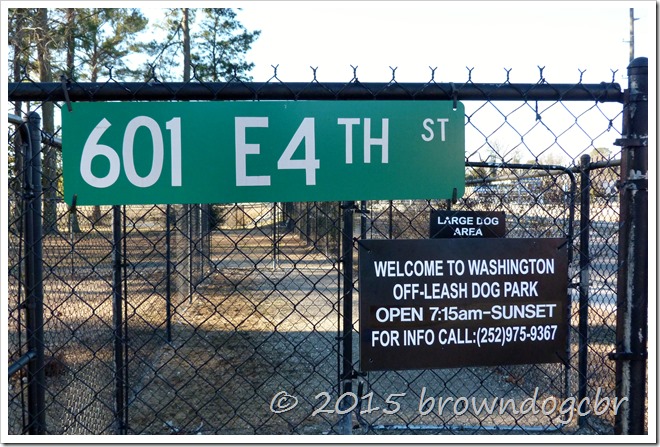 601 E 4TH ST
LARGE DOG
AREA
WELCOME TO WASHINGTON
OFF-LEASH DOG PARK
OPEN 7:15am-SUNSET
FOR INFO CALL:(252)975-9367
© 2015 browndogcbr